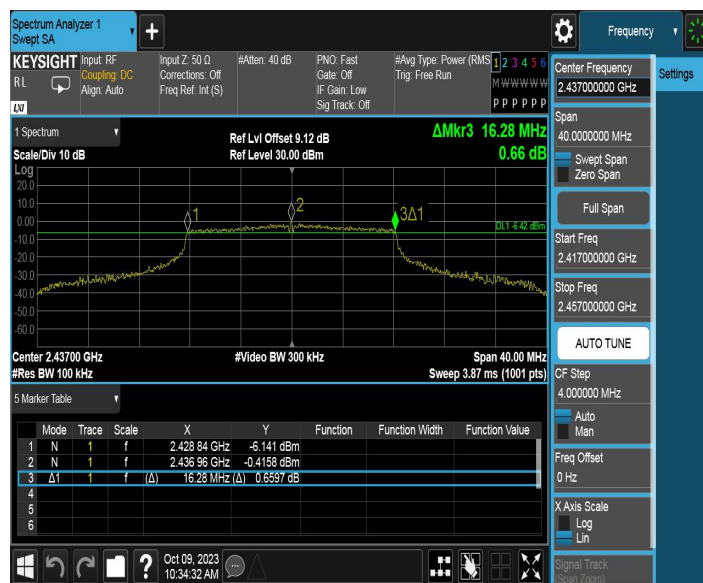 Spectrum Analyzer 1
Swept SA
Frequency
KEYSIGHT
RL
LXI
Input: RF
Coupling: DC
Align: Auto
Input Z: 50 Ω
Corrections: Off
Freq Ref: Int (S)
#Atten: 40 dB
PNO: Fast
Gate: Off
IF Gain: Low
Sig Track: Off
#Avg Type: Power (RMS
Trig: Free Run
1 2 3 4 5 6
M W W W W W
P P P P P P
1 Spectrum
Scale/Div 10 dB
Ref Lvl Offset 9.12 dB
Ref Level 30.00 dBm
ΔMkr3 16.28 MHz
0.66 dB
Log
20.0
10.0
0.00
-10.0
-20.0
-30.0
-40.0
-50.0
-60.0
1
2
3Δ1
DL1 -6.42 dBm
Center 2.43700 GHz
#Video BW 300 kHz
Span 40.00 MHz
#Res BW 100 kHz
Sweep 3.87 ms (1001 pts)
5 Marker Table
Mode Trace Scale X Y Function Function Width Function Value
1 N 1 f 2.428 84 GHz -6.141 dBm
2 N 1 f 2.436 96 GHz -0.4158 dBm
3 Δ1 1 f (Δ) 16.28 MHz (Δ) 0.6597 dB
4
5
6
Oct 09, 2023
10:34:32 AM
Center Frequency
2.437000000 GHz
Settings
Span
40.0000000 MHz
Swept Span
Zero Span
Full Span
Start Freq
2.417000000 GHz
Stop Freq
2.457000000 GHz
AUTO TUNE
CF Step
4.000000 MHz
Auto
Man
Freq Offset
0 Hz
X Axis Scale
Log
Lin
Signal Track
(Span Zoom)